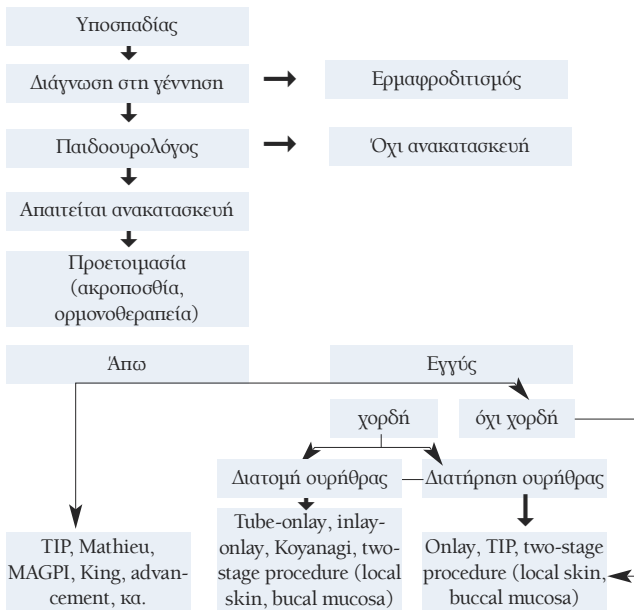 Υποσπαδίας
Διάγνωση στη γέννηση
Ερμαφροδιτισμός
Παιδοουρολόγος
Όχι ανακατασκευή
Απαιτείται ανακατασκευή
Προετοιμασία
(ακροποσθία,
ορμονοθεραπεία)
Άπω
Εγγύς
χορδή
όχι χορδή
Διατομή ουρήθρας
Διατήρηση ουρήθρας
TIP, Mathieu,
MAGPI, King, advan-
cement, κα.
Tube-onlay, inlay-
onlay, Koyanagi, two-
stage procedure (local
skin, bucal mucosa)
Onlay, TIP, two-stage
procedure (local skin,
buccal mucosa)